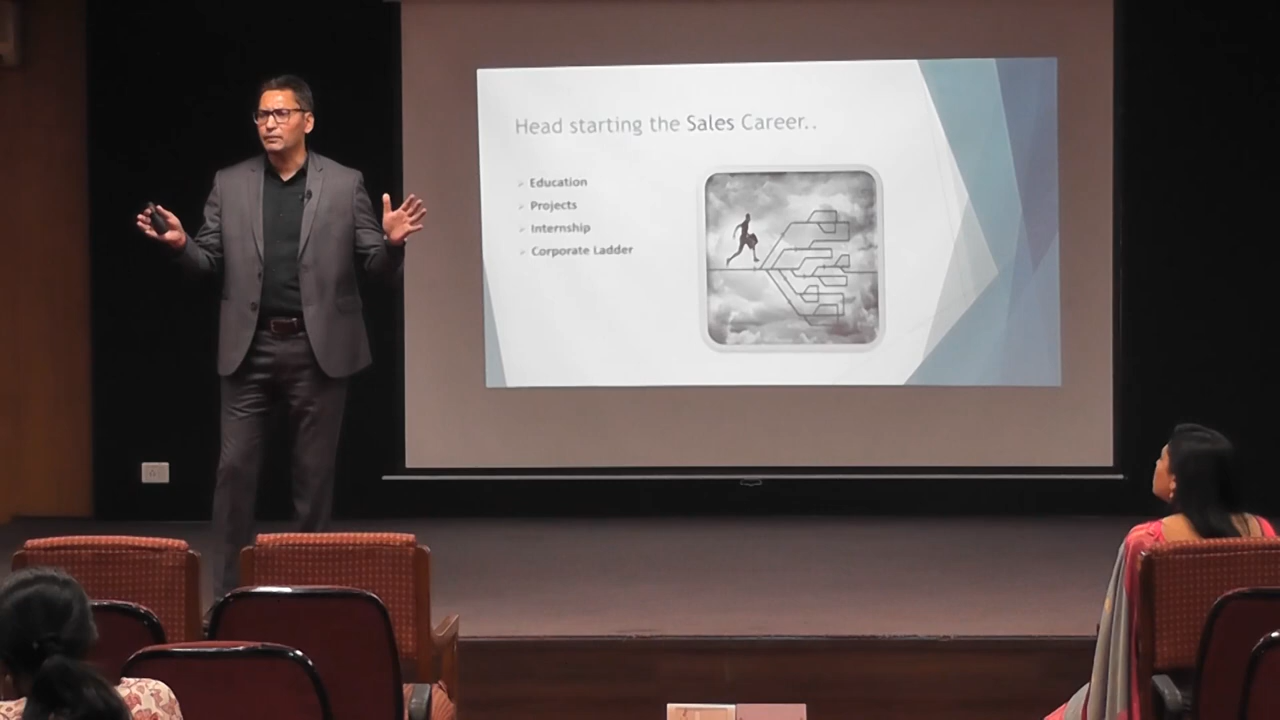 Head starting the Sales Career..
Education
Projects
Internship
Corporate Ladder